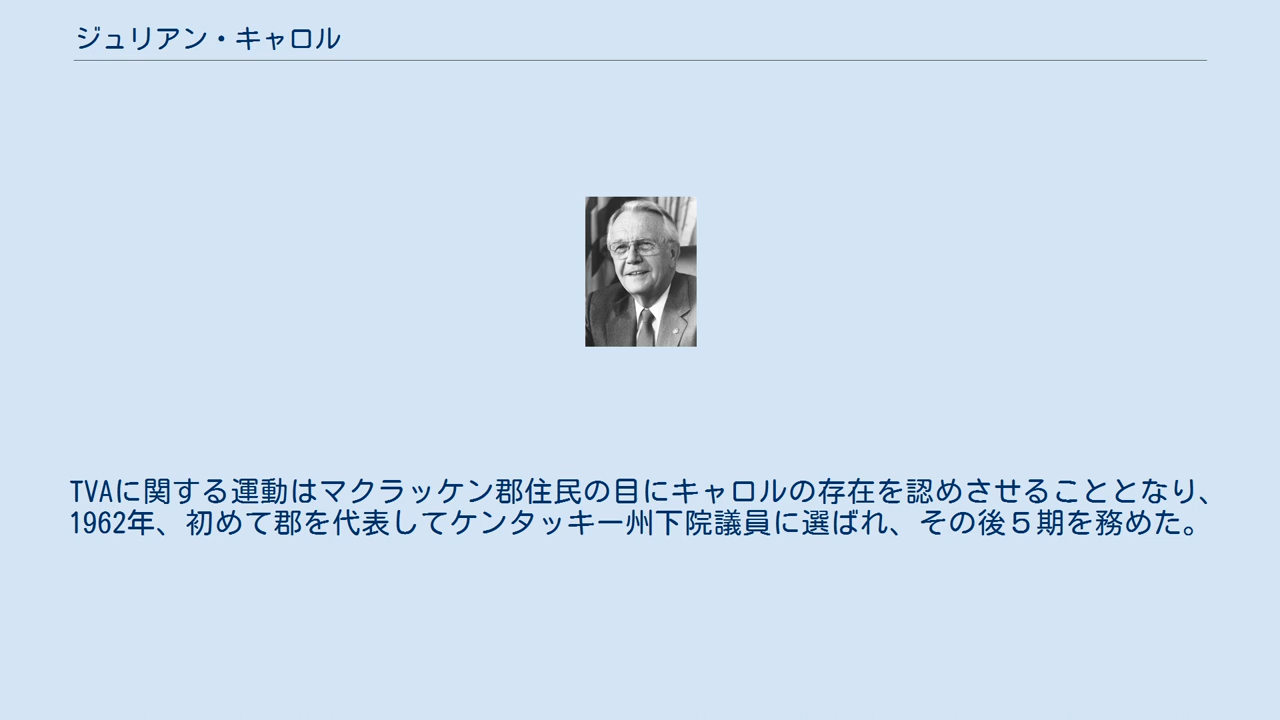 ジュリアン・キャロル
TVAに関する運動はマクラッケン郡住民の目にキャロルの存在を認めさせることとなり、
1962年、初めて郡を代表してケンタッキー州下院議員に選ばれ、その後５期を務めた。